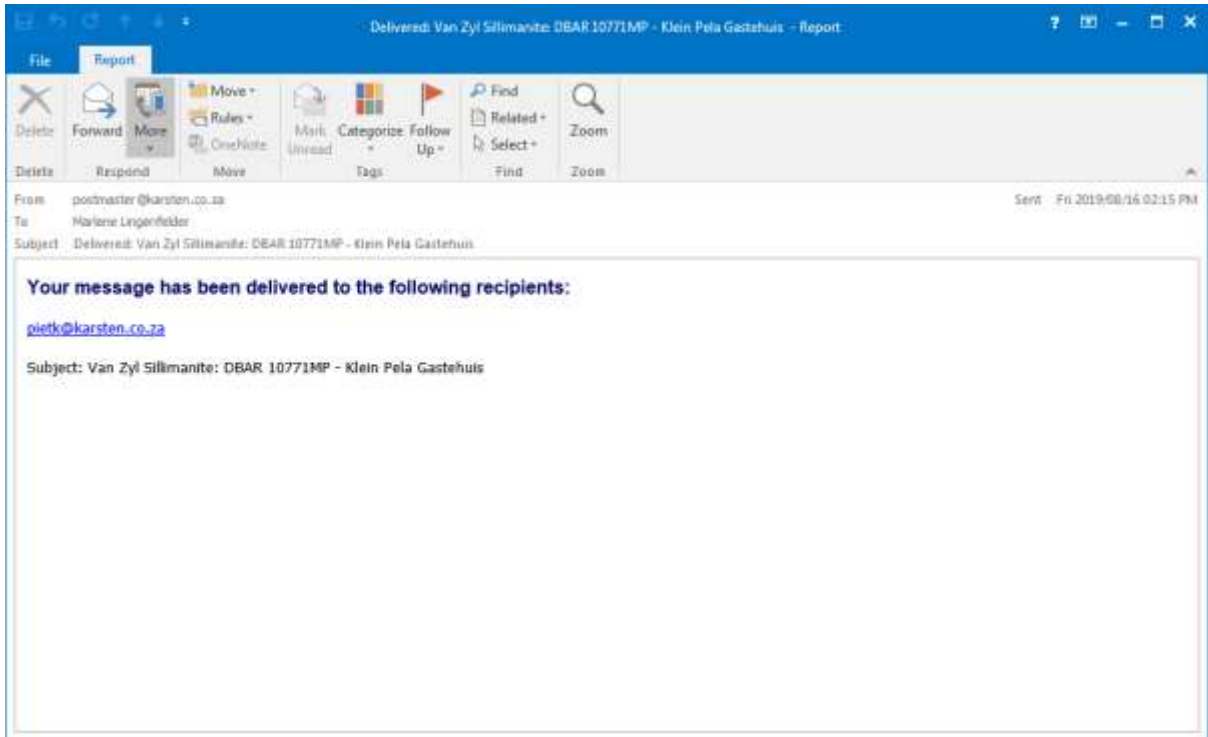 Delivered: Van Zyl Sillimanite: DBAR 10771MP - Klein Pela Gastehuis - Report
File Report
Delete Forward More Move Rules OneNote Mark Unread Categorize Follow Up Find Related Select Zoom
Delete Respond Move Tags Find Zoom
From postmaster@karsten.co.za Sent Fri 2019/08/16 02:15 PM
To Marlene Lingenfelder
Subject Delivered: Van Zyl Sillimanite: DBAR 10771MP - Klein Pela Gastehuis
Your message has been delivered to the following recipients:
pietk@karsten.co.za
Subject: Van Zyl Sillimanite: DBAR 10771MP - Klein Pela Gastehuis